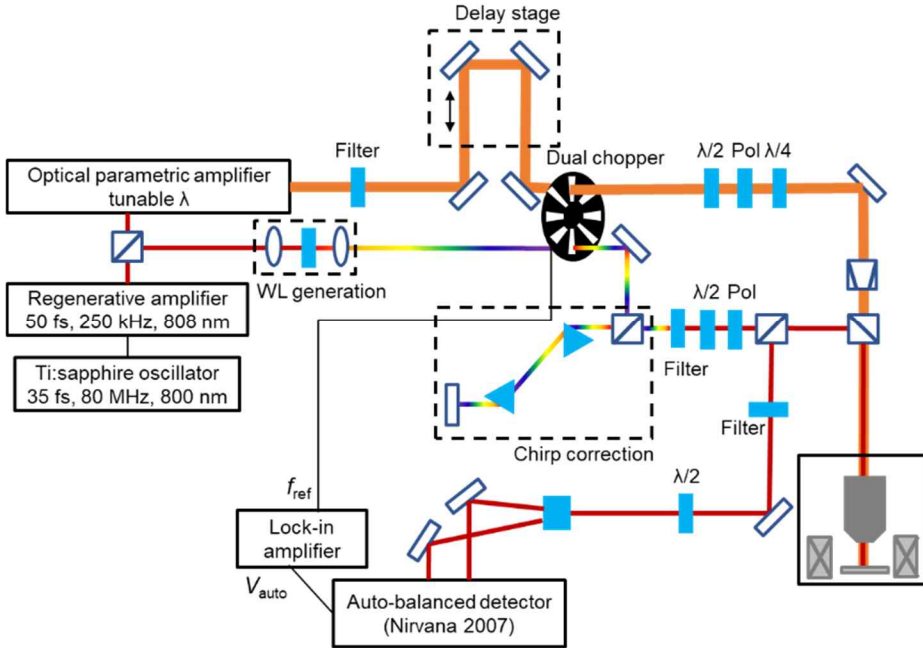 Delay stage
Filter
Dual chopper
λ/2 Pol λ/4
Optical parametric amplifier
tunable λ
WL generation
Regenerative amplifier
50 fs, 250 kHz, 808 nm
λ/2 Pol
Filter
Ti:sapphire oscillator
35 fs, 80 MHz, 800 nm
Filter
Chirp correction
λ/2
f_ref
Lock-in
amplifier
V_auto
Auto-balanced detector
(Nirvana 2007)